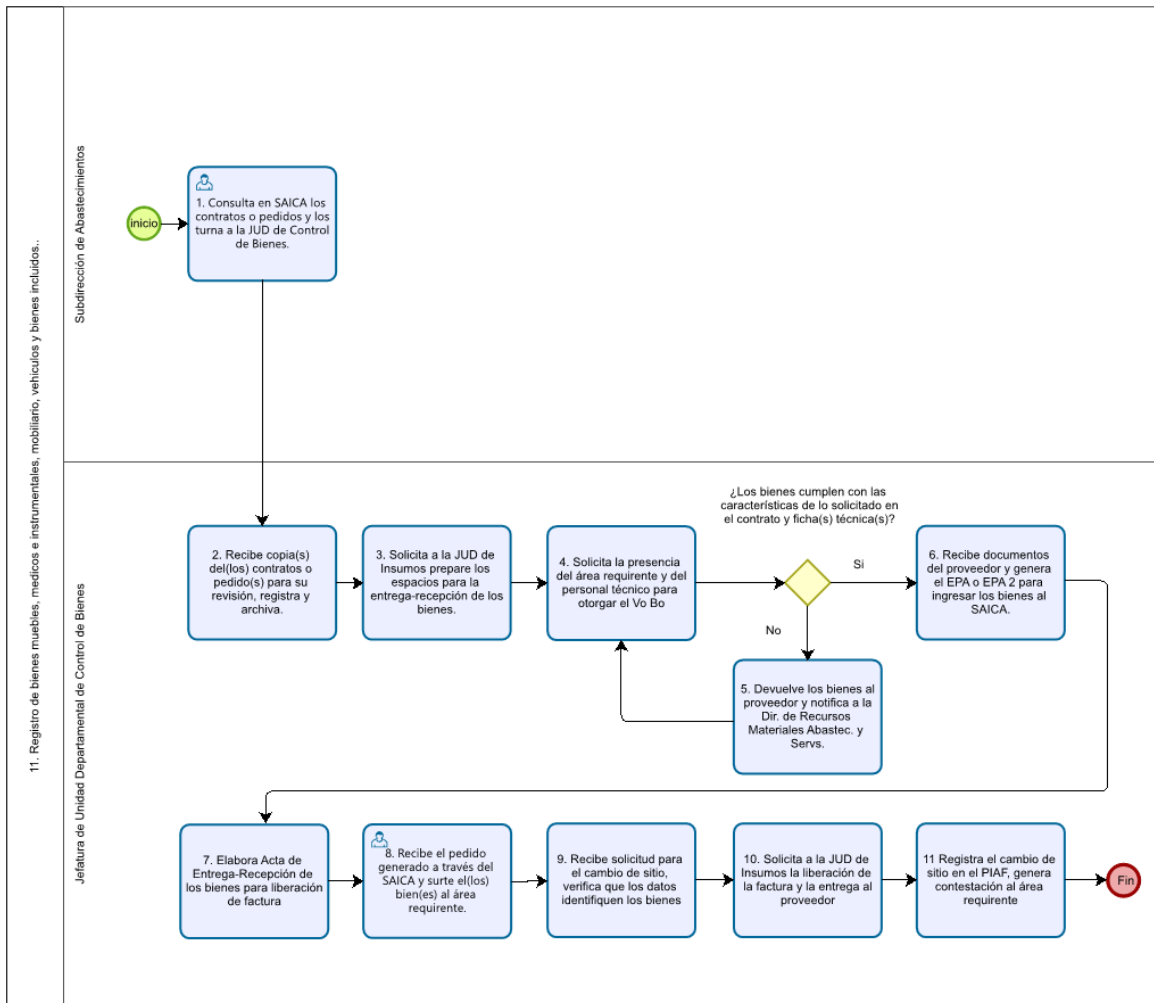 11. Registro de bienes muebles, medicos e instrumentales, mobiliario, vehiculos y bienes incluidos..
Subdirección de Abastecimientos
inicio
1. Consulta en SAICA los
contratos o pedidos y los
turna a la JUD de Control
de Bienes.
Jefatura de Unidad Departamental de Control de Bienes
2. Recibe copia(s)
del(los) contratos o
pedido(s) para su
revisión, registra y
archiva.
3. Solicita a la JUD de
Insumos prepare los
espacios para la
entrega-recepción de los
bienes.
4. Solicita la presencia
del área requirente y del
personal técnico para
otorgar el Vo Bo
¿Los bienes cumplen con las
características de lo solicitado en
el contrato y ficha(s) técnica(s)?
Si
No
5. Devuelve los bienes al
proveedor y notifica a la
Dir. de Recursos
Materiales Abastec. y
Servs.
6. Recibe documentos
del proveedor y genera
el EPA o EPA 2 para
ingresar los bienes al
SAICA.
7. Elabora Acta de
Entrega-Recepción de
los bienes para liberación
de factura
8. Recibe el pedido
generado a través del
SAICA y surte el(los)
bien(es) al área
requirente.
9. Recibe solicitud para
el cambio de sitio,
verifica que los datos
identifiquen los bienes
10. Solicita a la JUD de
Insumos la liberación de
la factura y la entrega al
proveedor
11 Registra el cambio de
sitio en el PIAF, genera
contestación al área
requirente
Fin